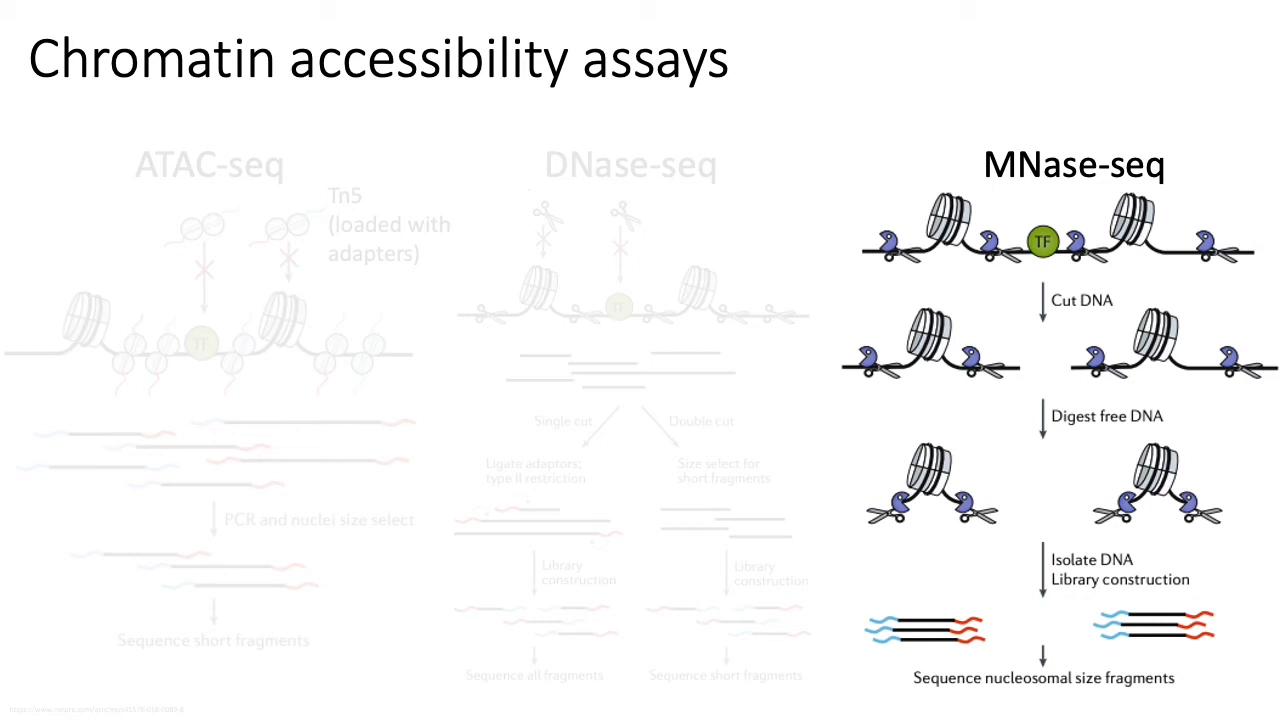 Chromatin accessibility assays
ATAC-seq
Tn5
(loaded with
adapters)
TF
PCR and nuclei size select
Sequence short fragments
DNase-seq
TF
Single cut
Double cut
Ligate adaptors;
type II restriction
Size select for
short fragments
Library
construction
Library
construction
Sequence all fragments
Sequence short fragments
MNase-seq
TF
Cut DNA
Digest free DNA
Isolate DNA
Library construction
Sequence nucleosomal size fragments